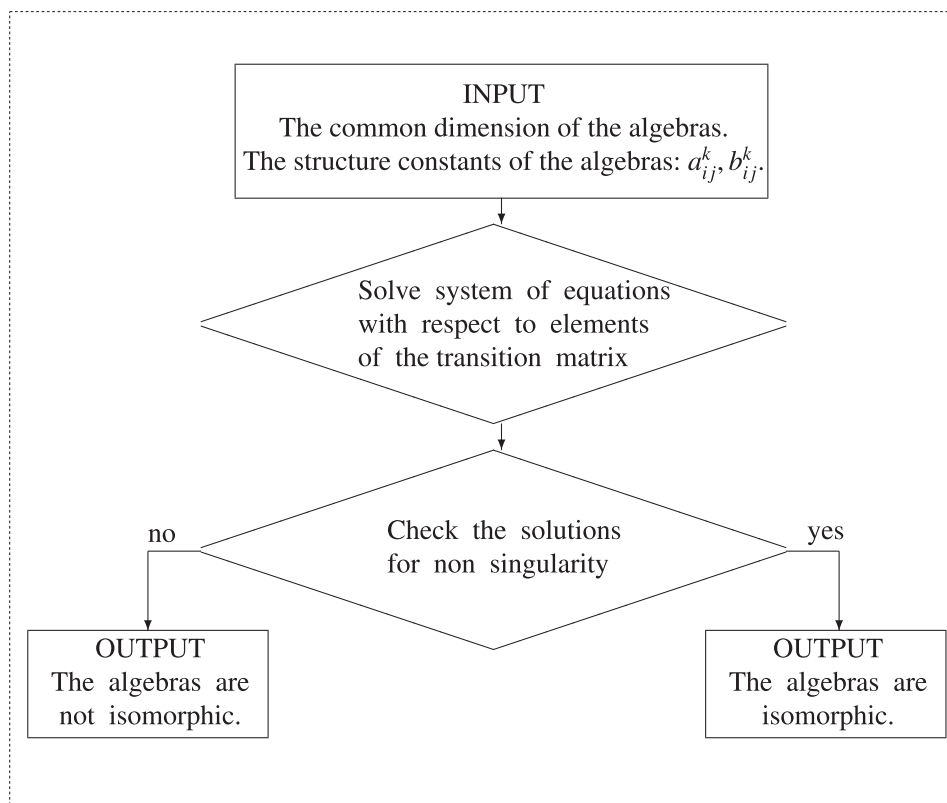 INPUT
The common dimension of the algebras.
The structure constants of the algebras: $a_{ij}^k, b_{ij}^k$.
Solve system of equations
with respect to elements
of the transition matrix
no
Check the solutions
for non singularity
yes
OUTPUT
The algebras are
not isomorphic.
OUTPUT
The algebras are
isomorphic.